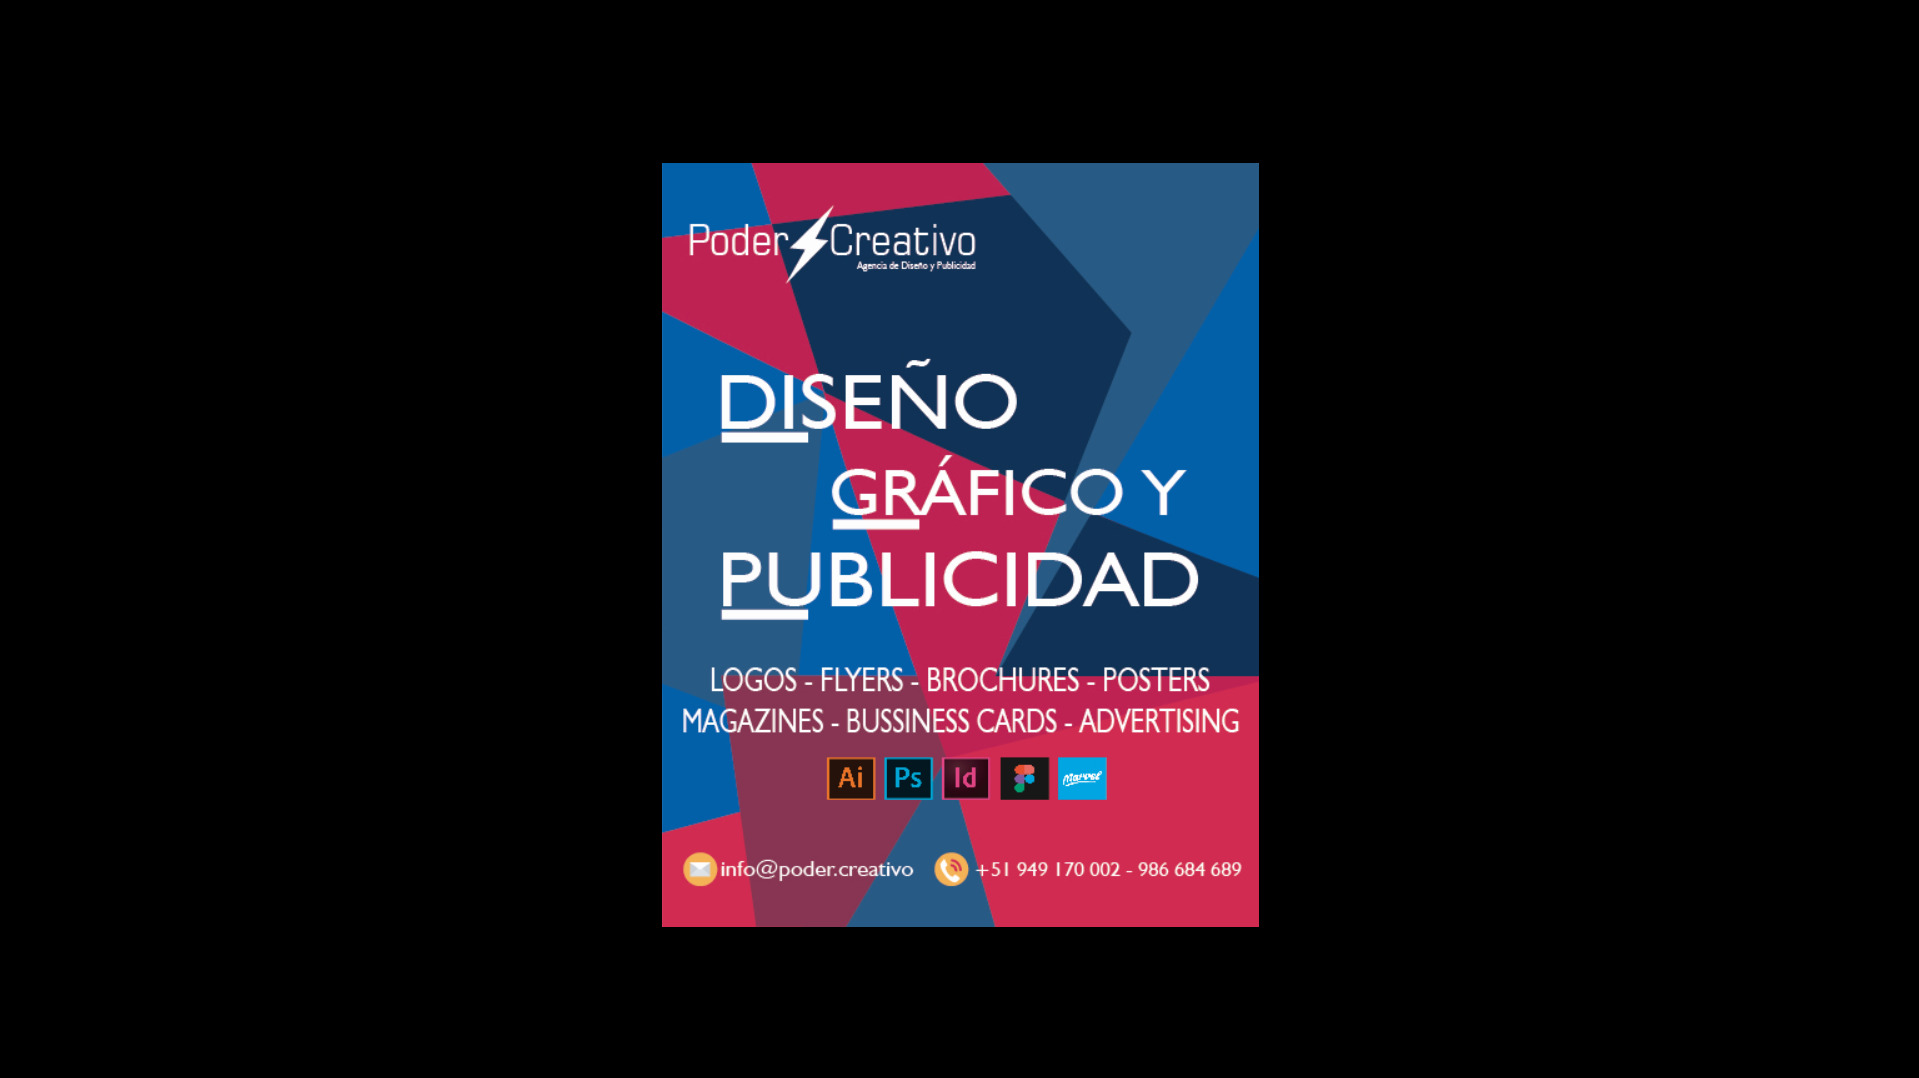 Poder Creativo
Agencia de Diseño y Publicidad
DISEÑO
GRÁFICO Y
PUBLICIDAD
LOGOS - FLYERS - BROCHURES - POSTERS
MAGAZINES - BUSSINESS CARDS - ADVERTISING
Ai Ps Id Marvel
info@poder.creativo +51 949 170 002 - 986 684 689